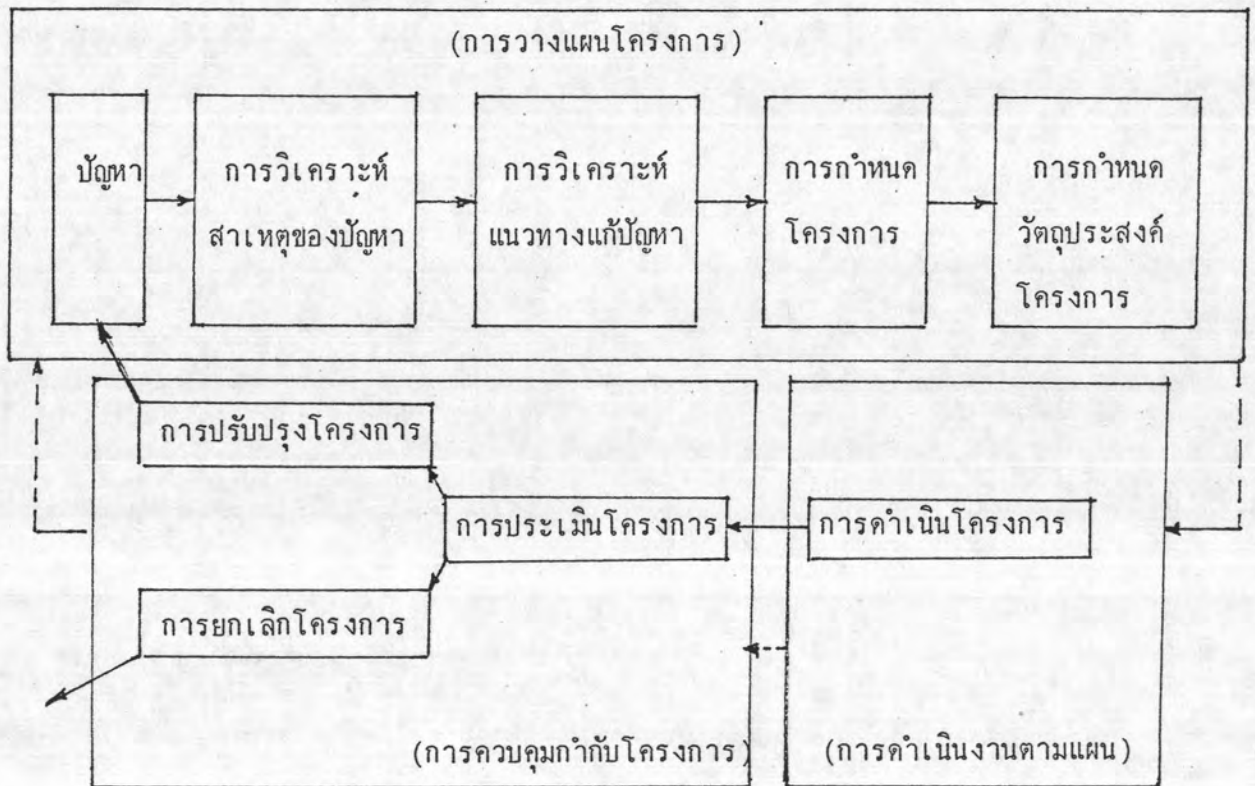 (การวางแผนโครงการ)
ปัญหา
การวิเคราะห์
สาเหตุของปัญหา
การวิเคราะห์
แนวทางแก้ปัญหา
การกำหนด
โครงการ
การกำหนด
วัตถุประสงค์
โครงการ
การปรับปรุงโครงการ
การประเมินโครงการ
การดำเนินโครงการ
การยกเลิกโครงการ
(การควบคุมกำกับโครงการ)
(การดำเนินงานตามแผน)